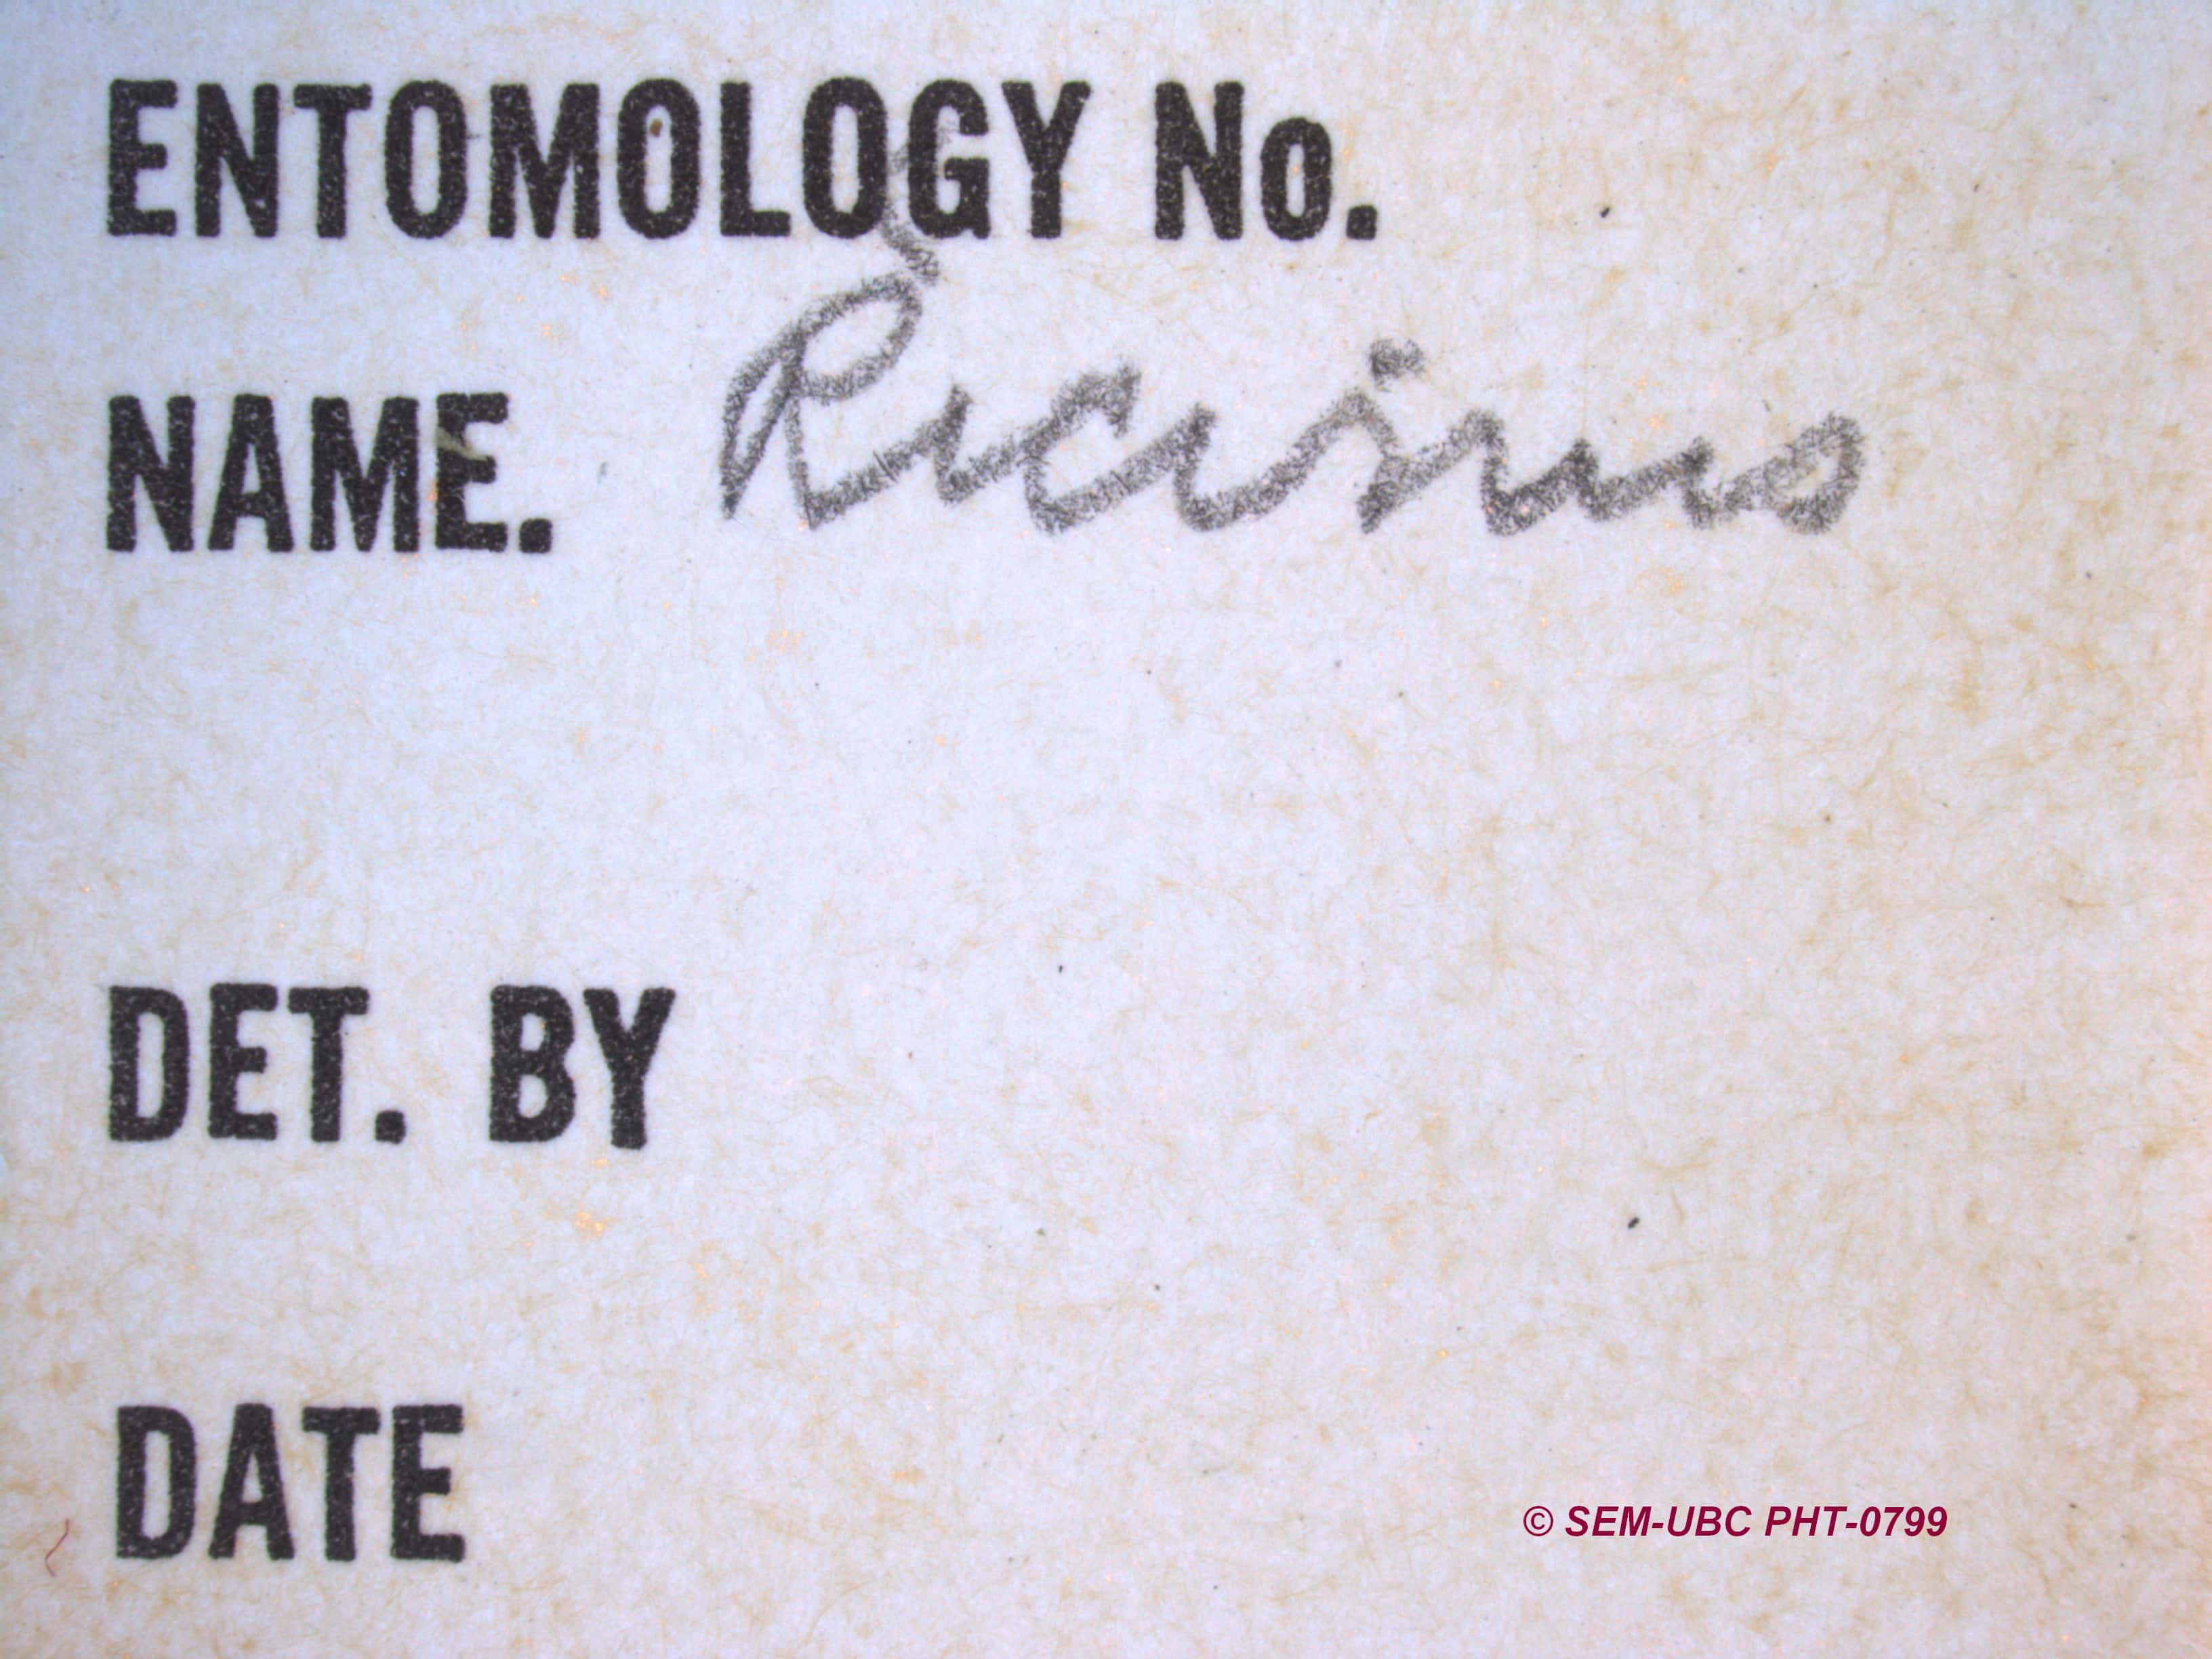 ENTOMOLOGY No.
NAME. Ricinus
DET. BY
DATE
© SEM-UBC PHT-0799